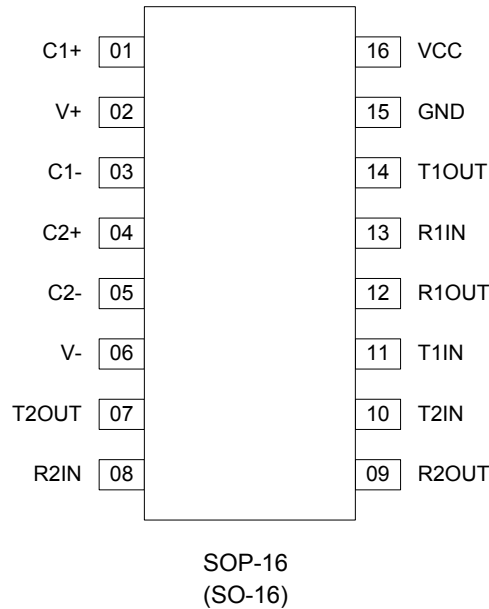 C1+ 01 16 VCC
V+ 02 15 GND
C1- 03 14 T1OUT
C2+ 04 13 R1IN
C2- 05 12 R1OUT
V- 06 11 T1IN
T2OUT 07 10 T2IN
R2IN 08 09 R2OUT
SOP-16
(SO-16)